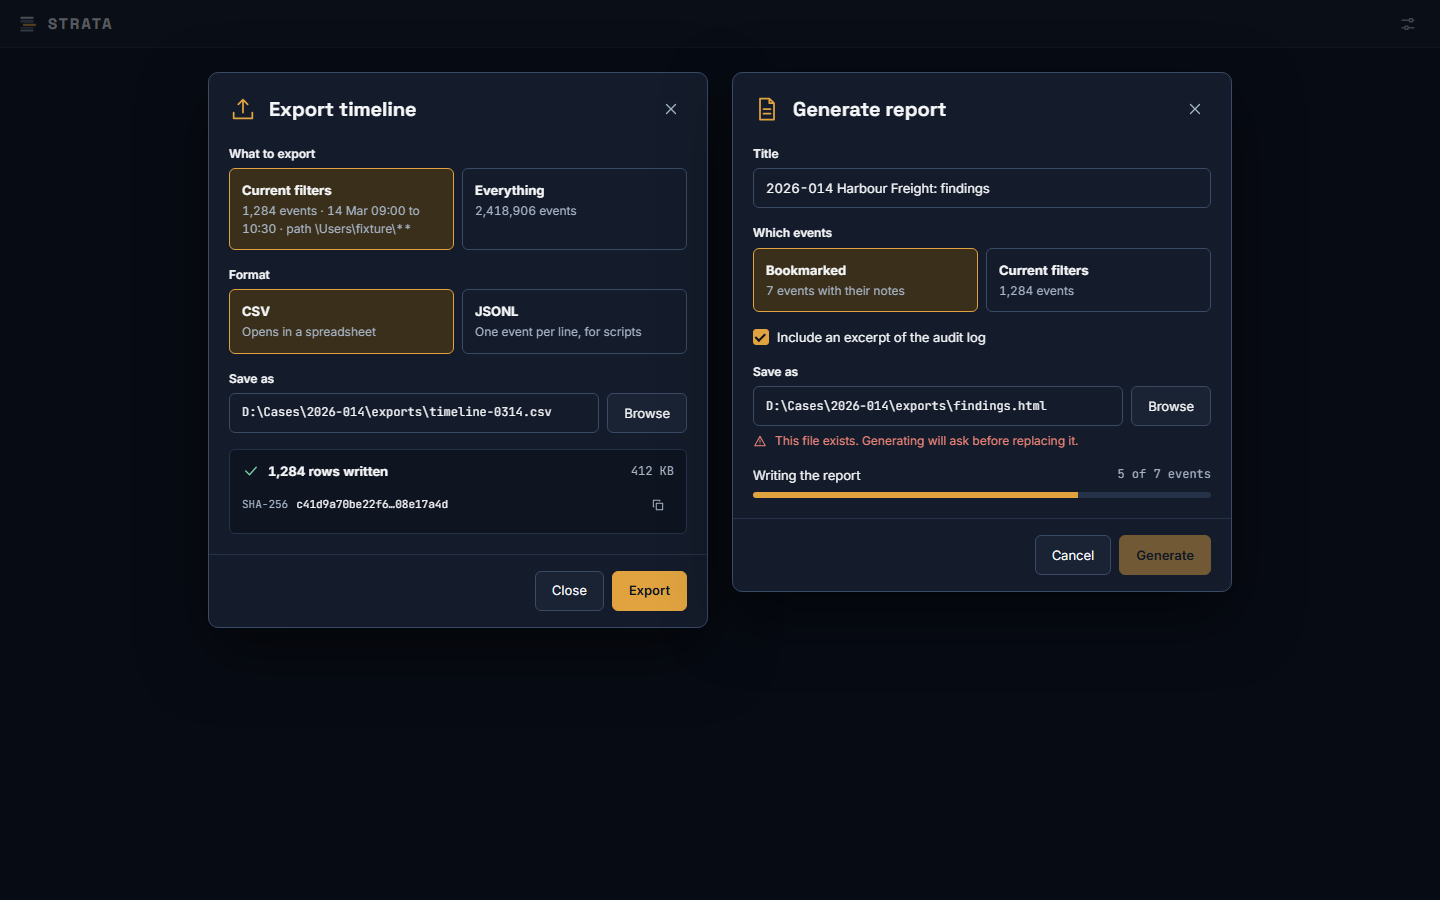 STRATA
Export timeline
What to export
Current filters
1,284 events · 14 Mar 09:00 to
10:30 · path \Users\fixture\**
Everything
2,418,906 events
Format
CSV
Opens in a spreadsheet
JSONL
One event per line, for scripts
Save as
D:\Cases\2026-014\exports\timeline-0314.csv
Browse
1,284 rows written
412 KB
SHA-256 c41d9a70be22f6…08e17a4d
Close
Export
Generate report
Title
2026-014 Harbour Freight: findings
Which events
Bookmarked
7 events with their notes
Current filters
1,284 events
Include an excerpt of the audit log
Save as
D:\Cases\2026-014\exports\findings.html
Browse
This file exists. Generating will ask before replacing it.
Writing the report
5 of 7 events
Cancel
Generate